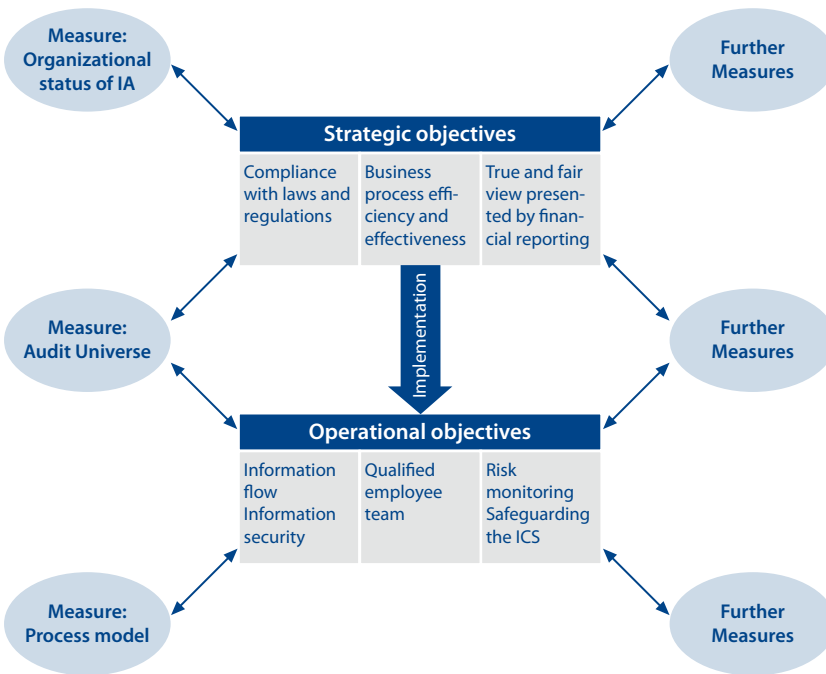 Measure:
Organizational
status of IA
Further
Measures
Strategic objectives
Compliance
with laws and
regulations
Business
process effi-
ciency and
effectiveness
True and fair
view presen-
ted by finan-
cial reporting
Implementation
Measure:
Audit Universe
Further
Measures
Operational objectives
Information
flow
Information
security
Qualified
employee
team
Risk
monitoring
Safeguarding
the ICS
Measure:
Process model
Further
Measures